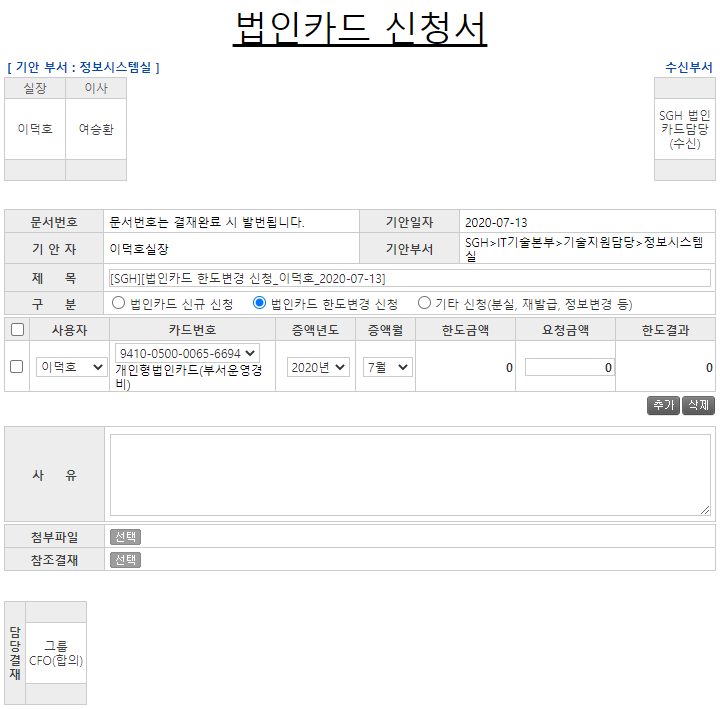 법인카드 신청서
[ 기안 부서 : 정보시스템실 ] 수신부서
실장 이사
이덕호 여승환
SGH 법인
카드담당
(수신)
문서번호 문서번호는 결재완료 시 발번됩니다. 기안일자 2020-07-13
기 안 자 이덕호실장 기안부서 SGH>IT기술본부>기술지원담당>정보시스템
실
제 목 [SGH][법인카드 한도변경 신청_이덕호_2020-07-13]
구 분 법인카드 신규 신청 법인카드 한도변경 신청 기타 신청(분실, 재발급, 정보변경 등)
사용자 카드번호 증액년도 증액월 한도금액 요청금액 한도결과
이덕호 9410-0500-0065-6694 2020년 7월 0 0 0
개인형법인카드(부서운영경
비)
추가 삭제
사 유
첨부파일 선택
참조결재 선택
담당결재
그룹
CFO(합의)